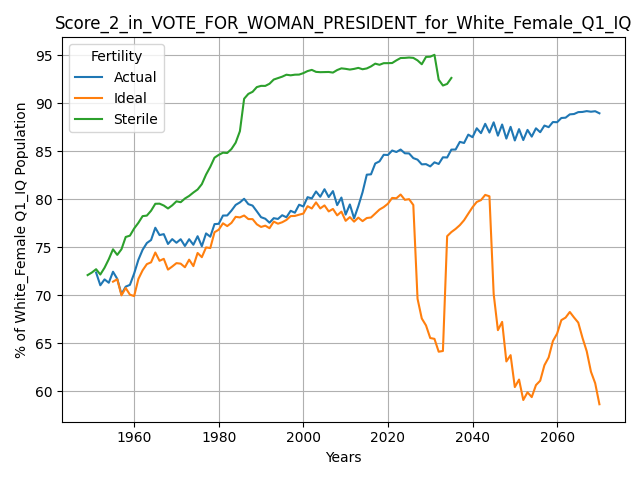 Score_2_in_VOTE_FOR_WOMAN_PRESIDENT_for_White_Female_Q1_IQ
Fertility
Actual
Ideal
Sterile
% of White_Female Q1_IQ Population
95
90
85
80
75
70
65
60
1960 1980 2000 2020 2040 2060
Years